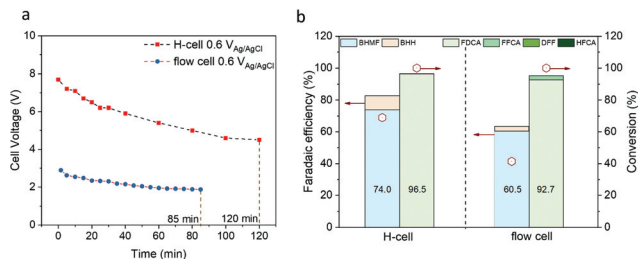 a
H-cell 0.6 VAg/AgCl
flow cell 0.6 VAg/AgCl
Cell Voltage (V)
10
8
6
4
2
0
85 min
120 min
0 20 40 60 80 100 120
Time (min)
b
BHMF BHH FDCA FFCA DFF HFCA
Faradaic efficiency (%)
120
100
80
60
40
20
0
74.0 96.5 60.5 92.7
H-cell flow cell
120
100
80
60
40
20
0
Conversion (%)